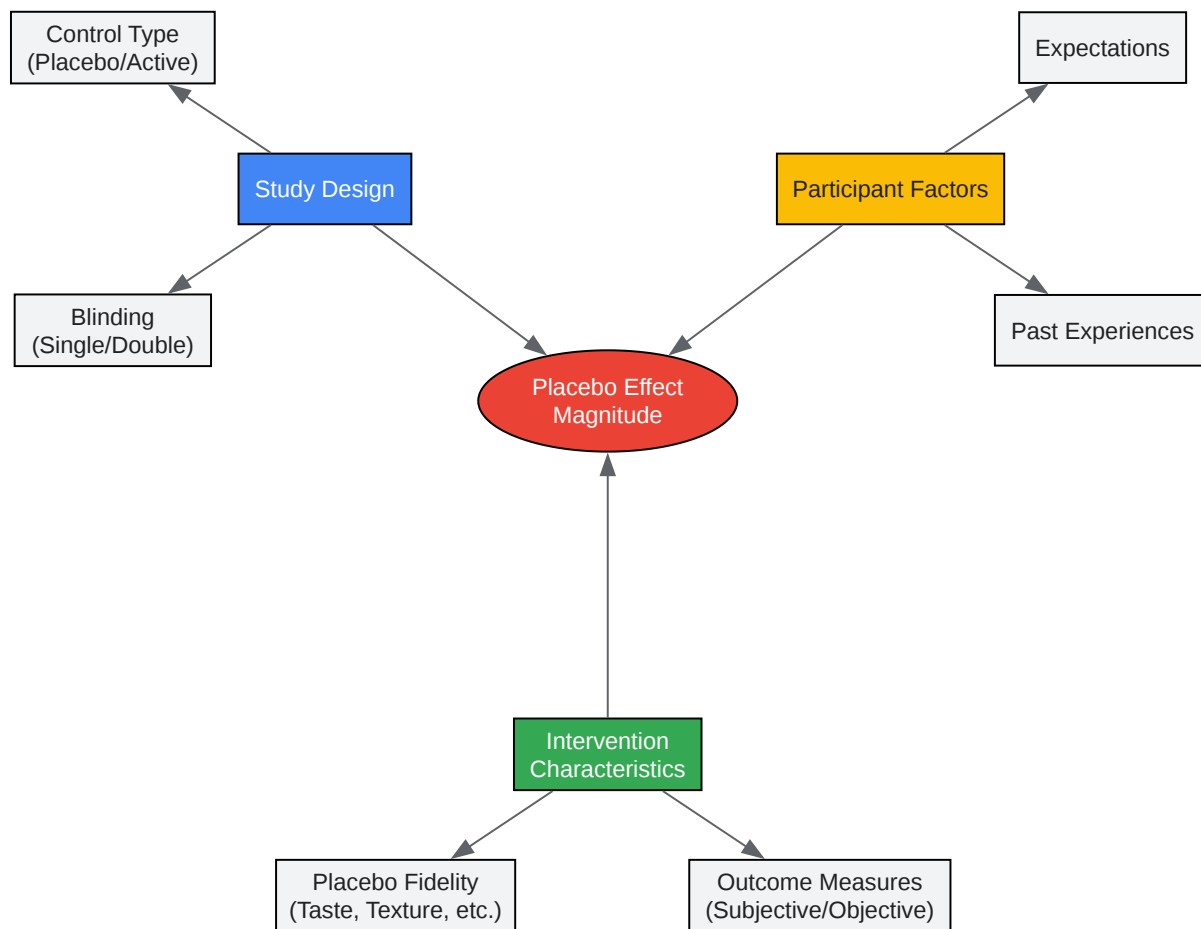 Control Type
(Placebo/Active)
Expectations
Study Design
Participant Factors
Blinding
(Single/Double)
Past Experiences
Placebo Effect
Magnitude
Intervention
Characteristics
Placebo Fidelity
(Taste, Texture, etc.)
Outcome Measures
(Subjective/Objective)